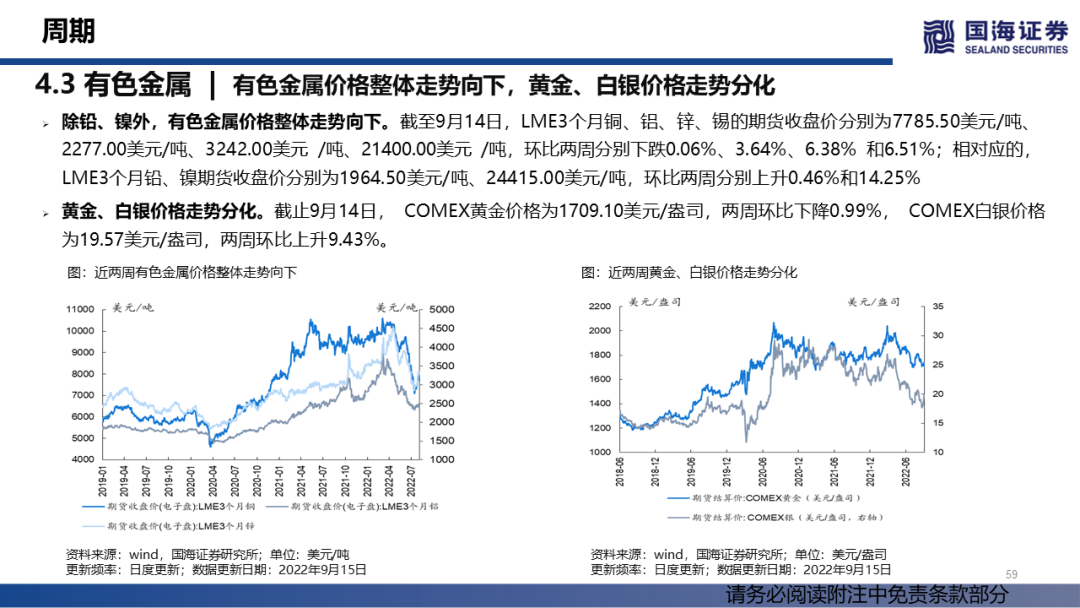 周期
国海证券
SEALAND SECURITIES
4.3 有色金属 | 有色金属价格整体走势向下，黄金、白银价格走势分化
除铅、镍外，有色金属价格整体走势向下。截至9月14日，LME3个月铜、铝、锌、锡的期货收盘价分别为7785.50美元/吨、
2277.00美元/吨、3242.00美元 /吨、21400.00美元 /吨，环比两周分别下跌0.06%、3.64%、6.38% 和6.51%；相对应的，
LME3个月铅、镍期货收盘价分别为1964.50美元/吨、24415.00美元/吨，环比两周分别上升0.46%和14.25%
黄金、白银价格走势分化。截止9月14日， COMEX黄金价格为1709.10美元/盎司，两周环比下降0.99%， COMEX白银价格
为19.57美元/盎司，两周环比上升9.43%。
图：近两周有色金属价格整体走势向下
美元/吨 美元/吨
11000
10000
9000
8000
7000
6000
5000
4000
5000
4500
4000
3500
3000
2500
2000
1500
1000
2019-01 2019-04 2019-07 2019-10 2020-01 2020-04 2020-07 2020-10 2021-01 2021-04 2021-07 2021-10 2022-01 2022-04 2022-07
期货收盘价(电子盘):LME3个月铜 期货收盘价(电子盘):LME3个月铝
期货收盘价(电子盘):LME3个月锌
资料来源：wind，国海证券研究所；单位：美元/吨
更新频率：日度更新；数据更新日期：2022年9月15日
图：近两周黄金、白银价格走势分化
美元/盎司 美元/盎司
2200
2000
1800
1600
1400
1200
1000
35
30
25
20
15
10
2018-06 2018-12 2019-06 2019-12 2020-06 2020-12 2021-06 2021-12 2022-06
期货结算价:COMEX黄金（美元/盎司）
期货结算价: COMEX银（美元/盎司，右轴）
资料来源：wind，国海证券研究所；单位：美元/盎司
更新频率：日度更新；数据更新日期：2022年9月15日
59
请务必阅读附注中免责条款部分